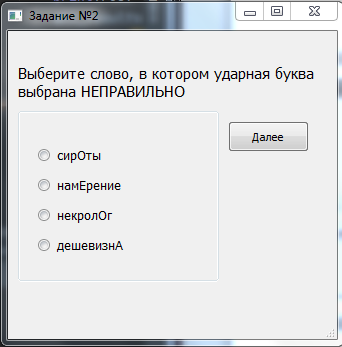 Задание №2
Выберите слово, в котором ударная буква
выбрана НЕПРАВИЛЬНО
сирОты
Далее
намЕрение
некролОг
дешевизнА